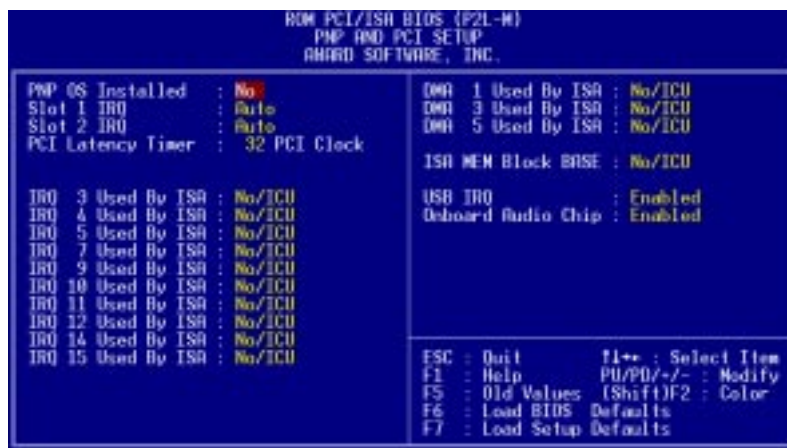 ROM PCI/ISA BIOS (P2L-M)
PNP AND PCI SETUP
AWARD SOFTWARE, INC.
PNP OS Installed : No
Slot 1 IRQ : Auto
Slot 2 IRQ : Auto
PCI Latency Timer : 32 PCI Clock
IRQ 3 Used By ISA : No/ICU
IRQ 4 Used By ISA : No/ICU
IRQ 5 Used By ISA : No/ICU
IRQ 7 Used By ISA : No/ICU
IRQ 9 Used By ISA : No/ICU
IRQ 10 Used By ISA : No/ICU
IRQ 11 Used By ISA : No/ICU
IRQ 12 Used By ISA : No/ICU
IRQ 14 Used By ISA : No/ICU
IRQ 15 Used By ISA : No/ICU
DMA 1 Used By ISA : No/ICU
DMA 3 Used By ISA : No/ICU
DMA 5 Used By ISA : No/ICU
ISA MEM Block BASE : No/ICU
USB IRQ : Enabled
Onboard Audio Chip : Enabled
ESC : Quit ↑↓→← : Select Item
F1 : Help PU/PD/+/- : Modify
F5 : Old Values (Shift)F2 : Color
F6 : Load BIOS Defaults
F7 : Load Setup Defaults